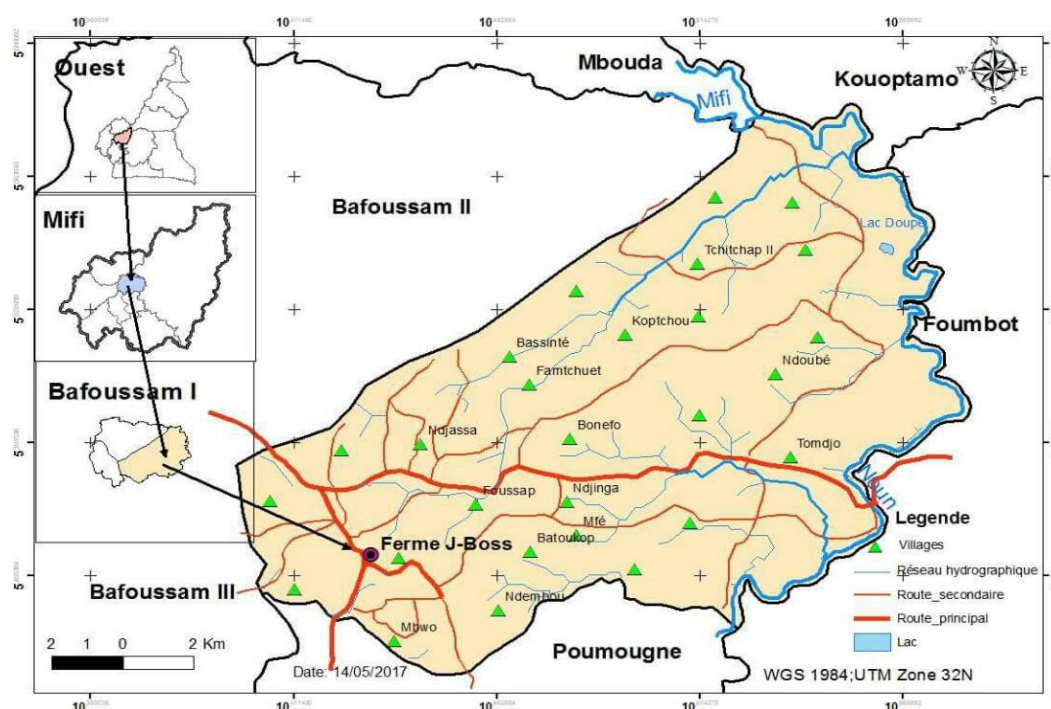 Ouest
Mbouda
Kouoptamo
N
W
E
S
Mifi
Mifi
Bafoussam II
Lac Doupe
Tchitchap II
Koptchou
Foumbot
Bassinté
Famtchuet
Ndoubé
Bafoussam I
Ndjassa
Bonefo
Tomdjo
Foussap
Ndjinga
Noun
Mfé
Legende
Ferme J-Boss
Batoukop
Villages
Bafoussam III
Réseau hydrographique
Ndembou
Route_secondaire
Mbwo
Route_principal
2 1 0 2 Km
Poumougne
Lac
Date: 14/05/2017
WGS 1984;UTM Zone 32N